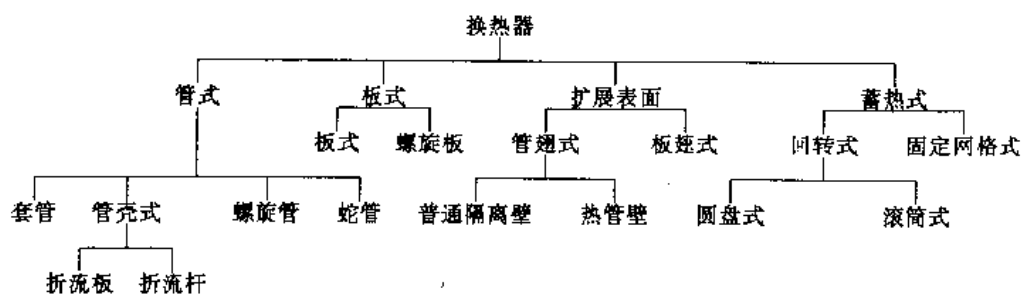 换热器
管式 板式 扩展表面 蓄热式
板式 螺旋板 管翅式 板翅式 回转式 固定网格式
套管 管壳式 螺旋管 蛇管 普通隔离壁 热管壁 圆盘式 滚筒式
折流板 折流杆